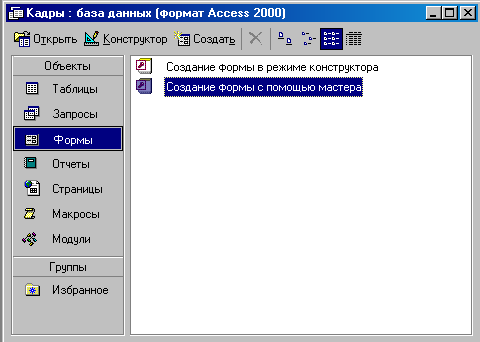 Кадры : база данных (формат Access 2000)
Открыть Конструктор Создать
Объекты
Таблицы
Запросы
Формы
Отчеты
Страницы
Макросы
Модули
Группы
Избранное
Создание формы в режиме конструктора
Создание формы с помощью мастера